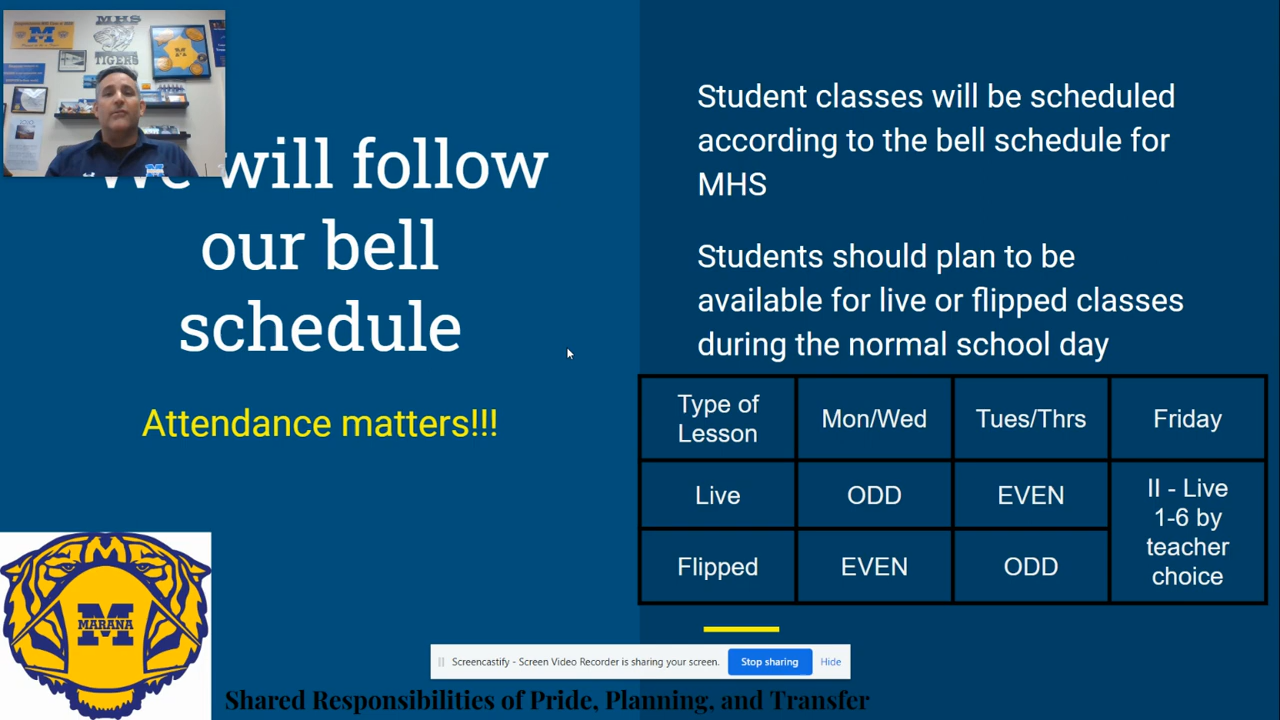 MHS
TIGERS
We will follow
our bell
schedule
Attendance matters!!!
Student classes will be scheduled
according to the bell schedule for
MHS
Students should plan to be
available for live or flipped classes
during the normal school day
Type of
Lesson
Mon/Wed
Tues/Thrs
Friday
Live
ODD
EVEN
II - Live
1-6 by
teacher
choice
Flipped
EVEN
ODD
MARANA
Screencastify - Screen Video Recorder is sharing your screen.
Stop sharing
Hide
Shared Responsibilities of Pride, Planning, and Transfer